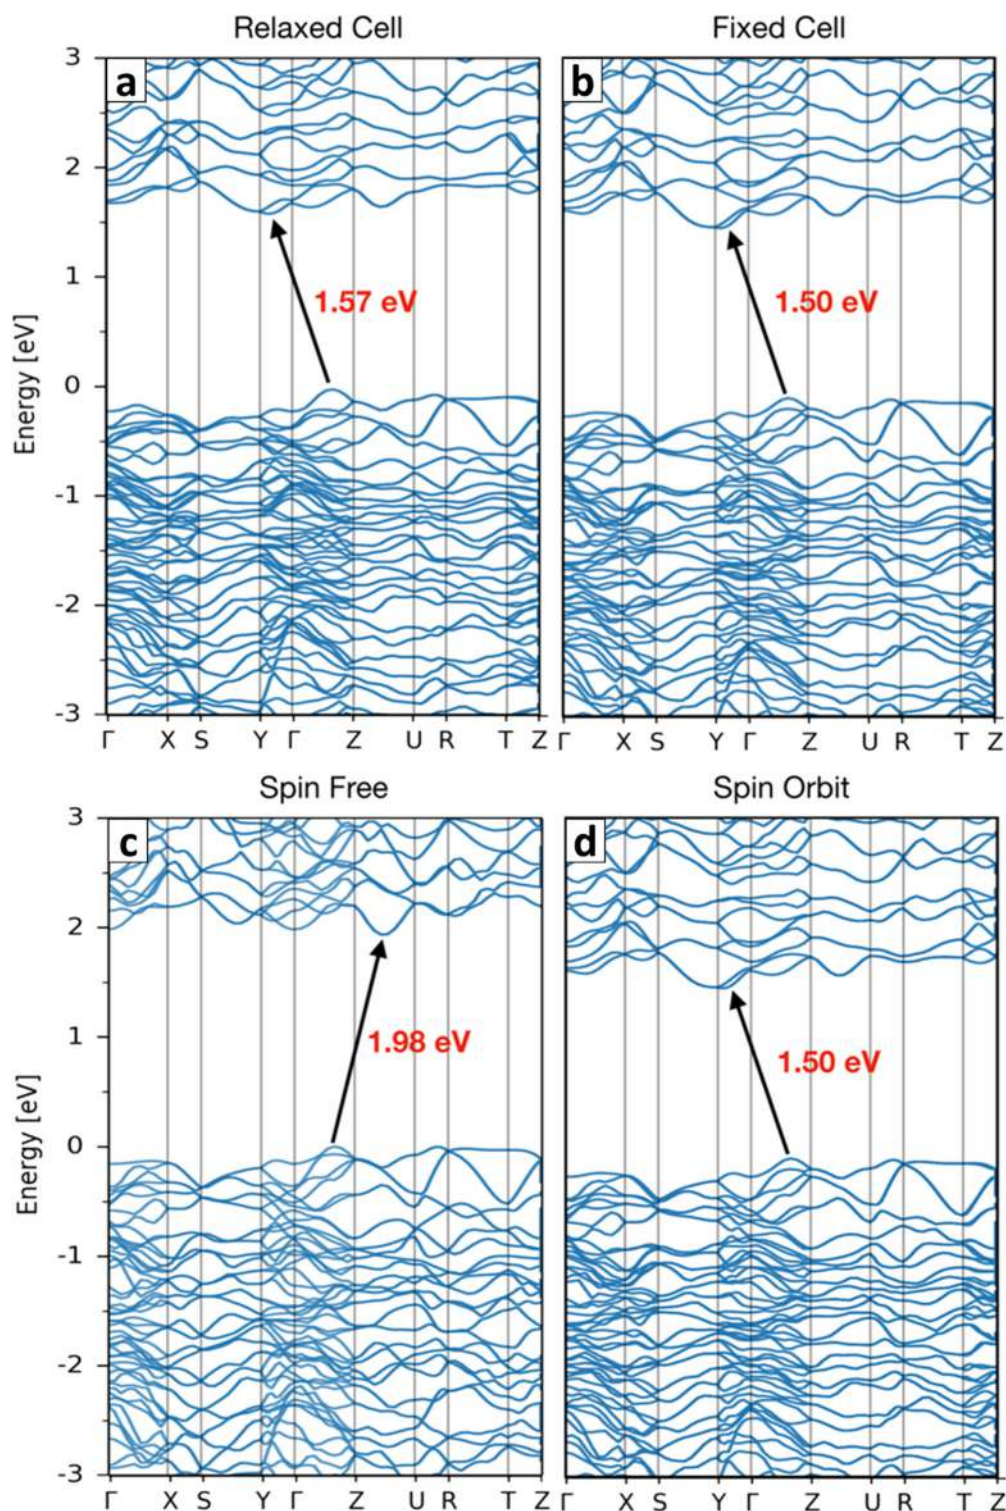 Relaxed Cell
Fixed Cell
a
b
3
2
1
0
-1
-2
-3
Energy [eV]
1.57 eV
1.50 eV
Γ X S Y Γ Z U R T Z
Γ X S Y Γ Z U R T Z
Spin Free
Spin Orbit
c
d
3
2
1
0
-1
-2
-3
Energy [eV]
1.98 eV
1.50 eV
Γ X S Y Γ Z U R T Z
Γ X S Y Γ Z U R T Z